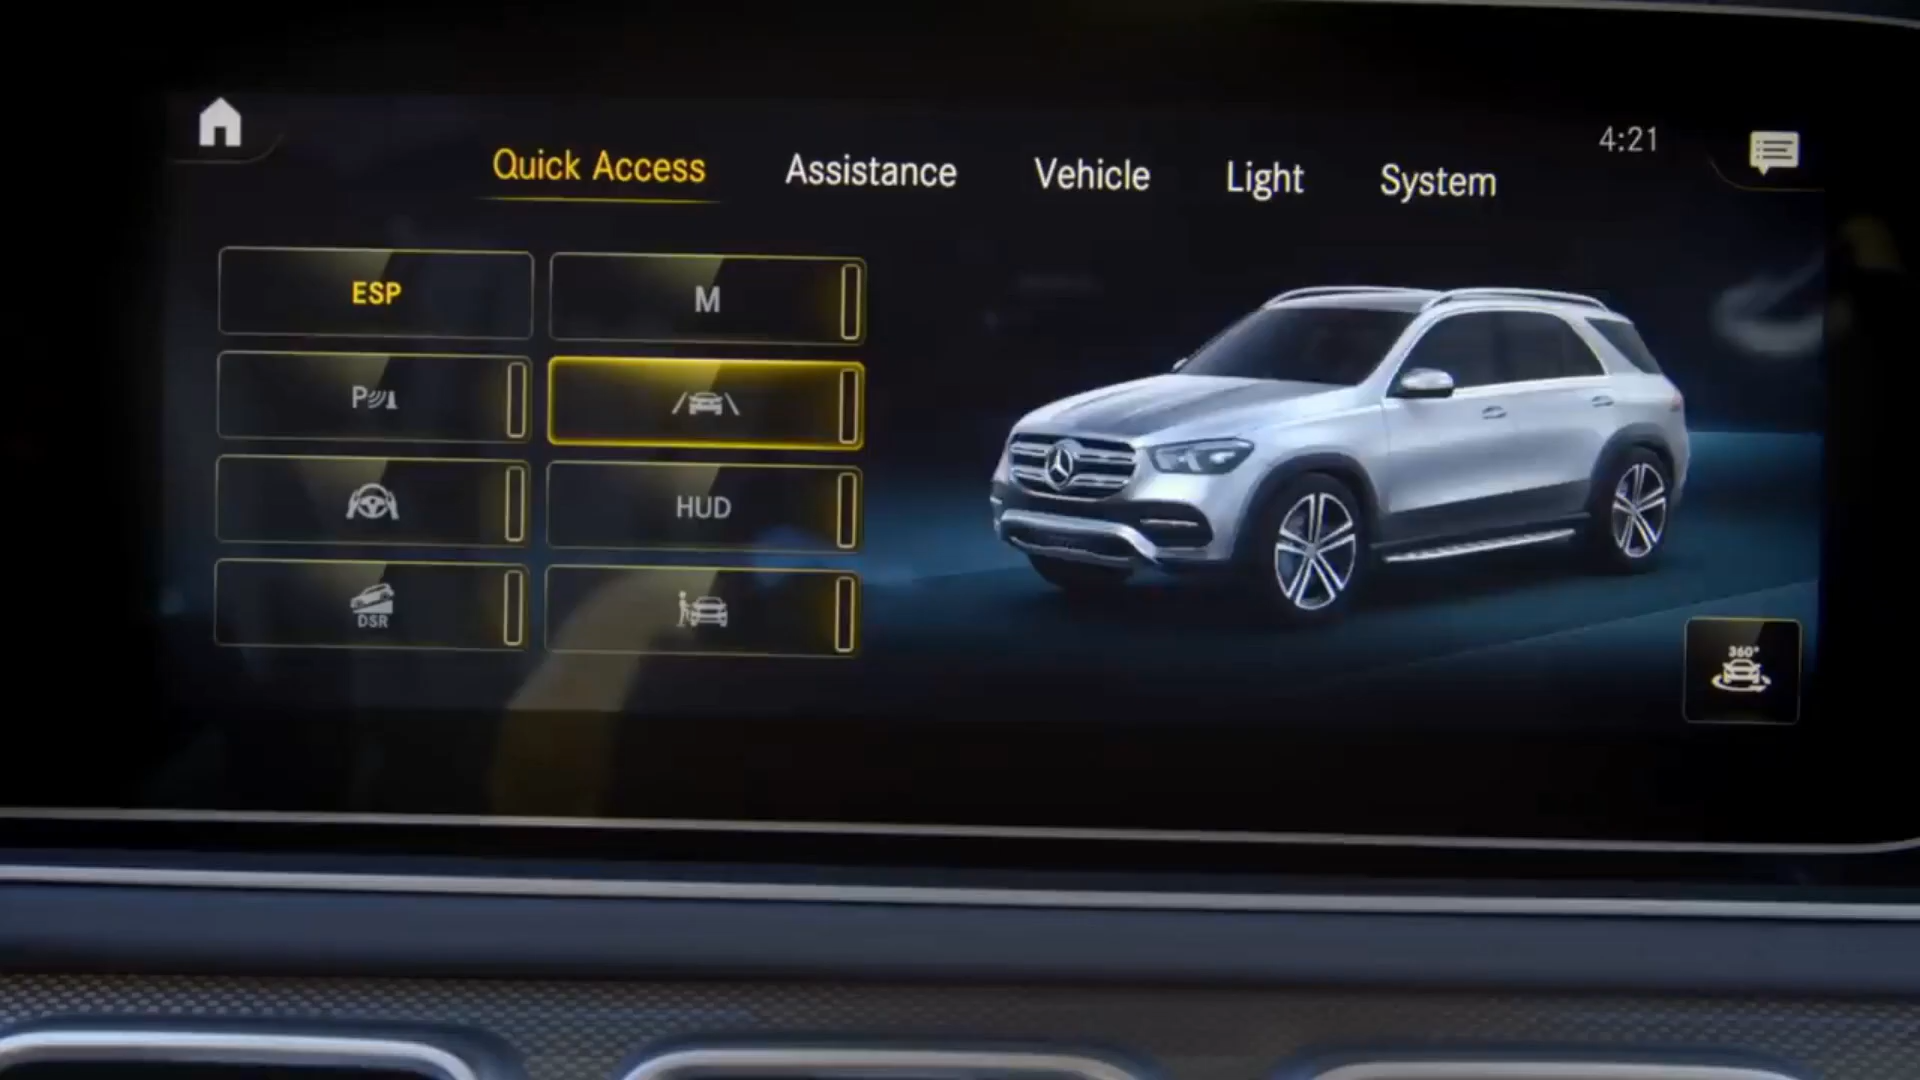 4:21
Quick Access Assistance Vehicle Light System
ESP M
P
HUD
DSR
360°